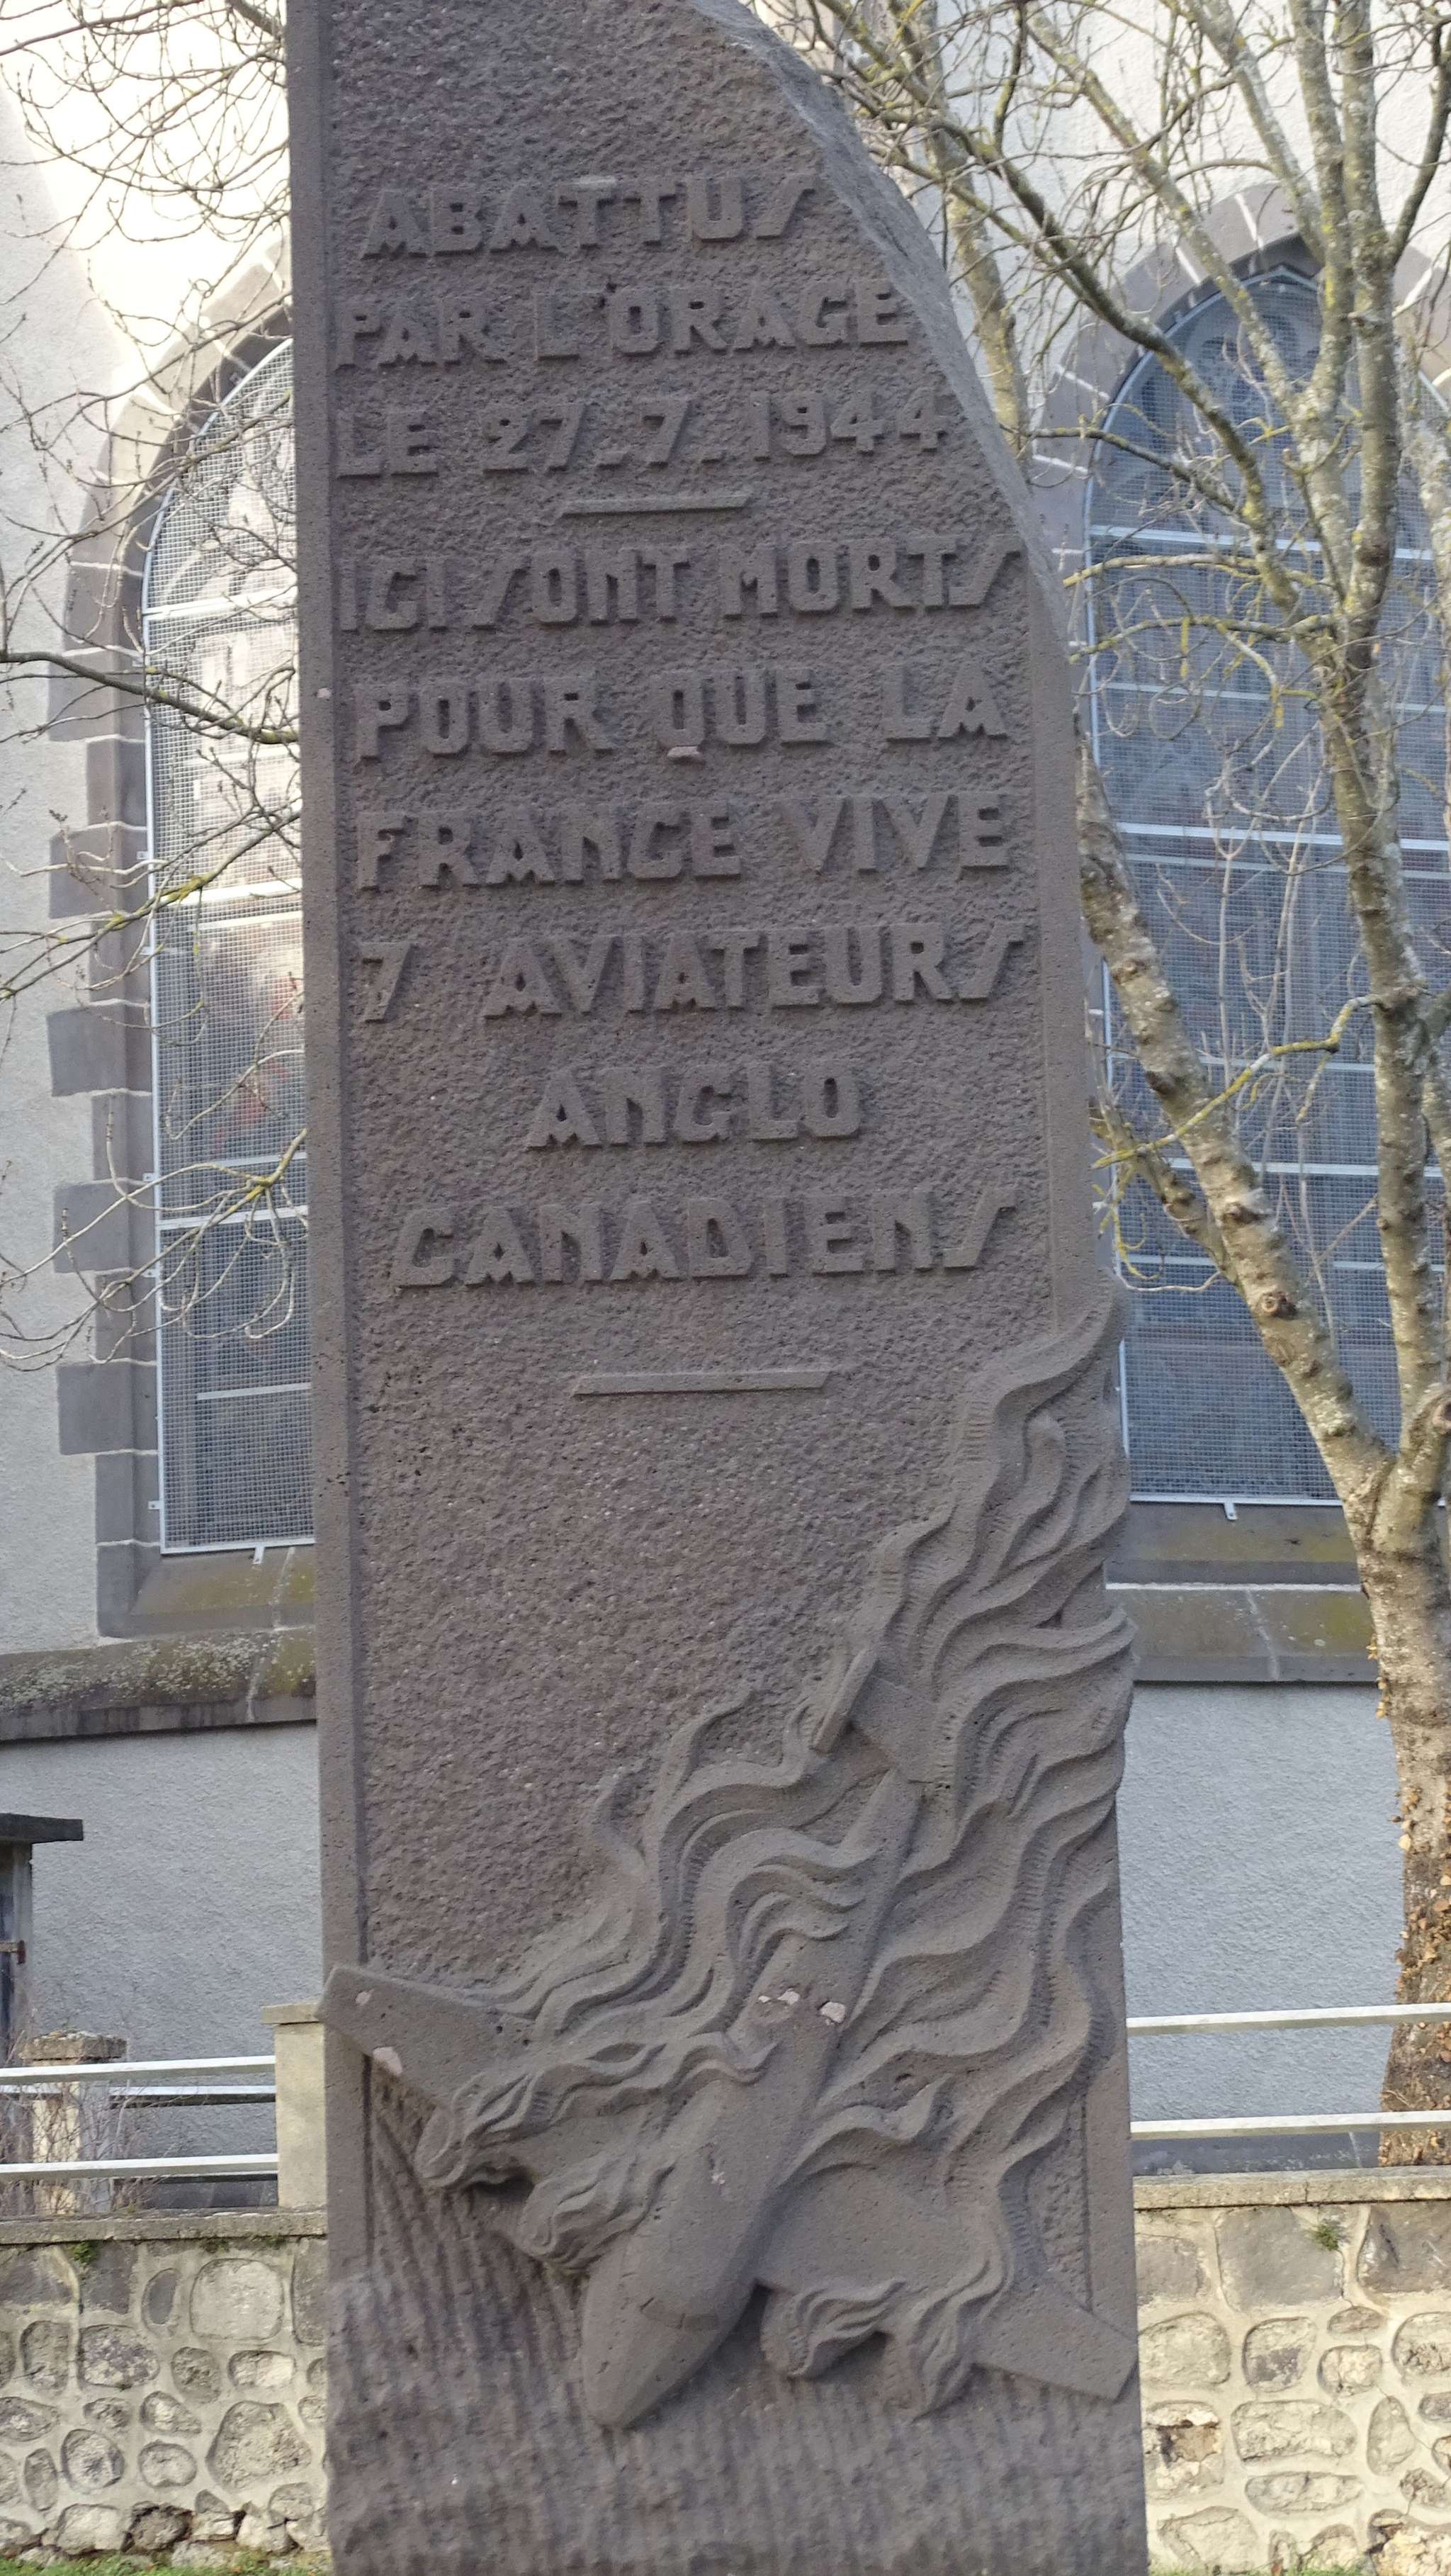 ABATTUS
PAR L'ORAGE
LE 27.7.1944
ICI SONT MORTS
POUR QUE LA
FRANCE VIVE
7 AVIATEURS
ANGLO
CANADIENS